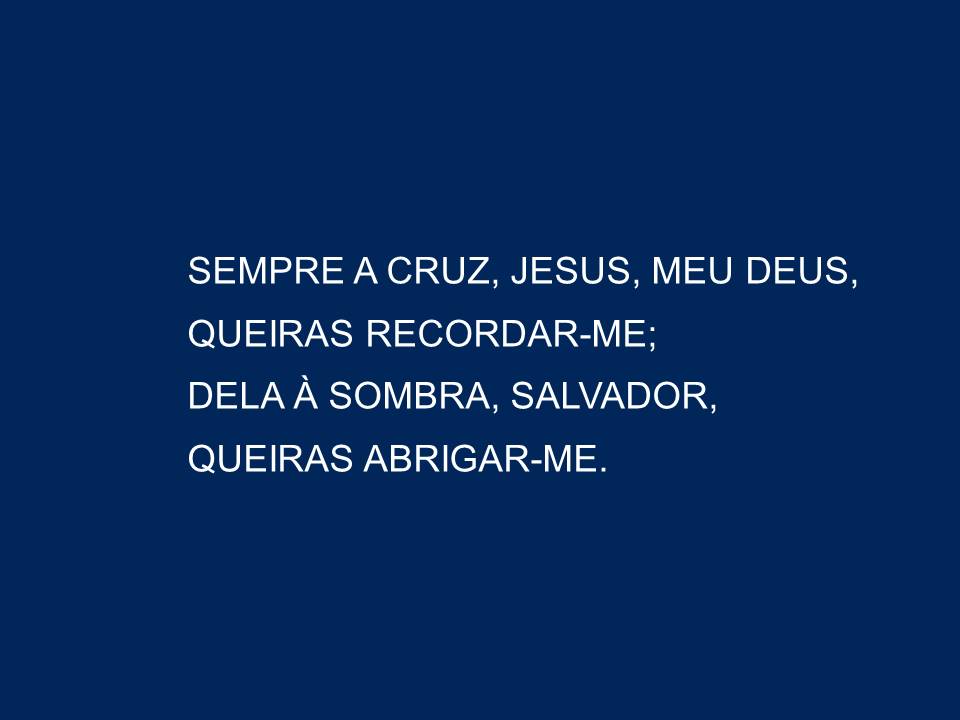 SEMPRE A CRUZ, JESUS, MEU DEUS,
QUEIRAS RECORDAR-ME;
DELA À SOMBRA, SALVADOR,
QUEIRAS ABRIGAR-ME.